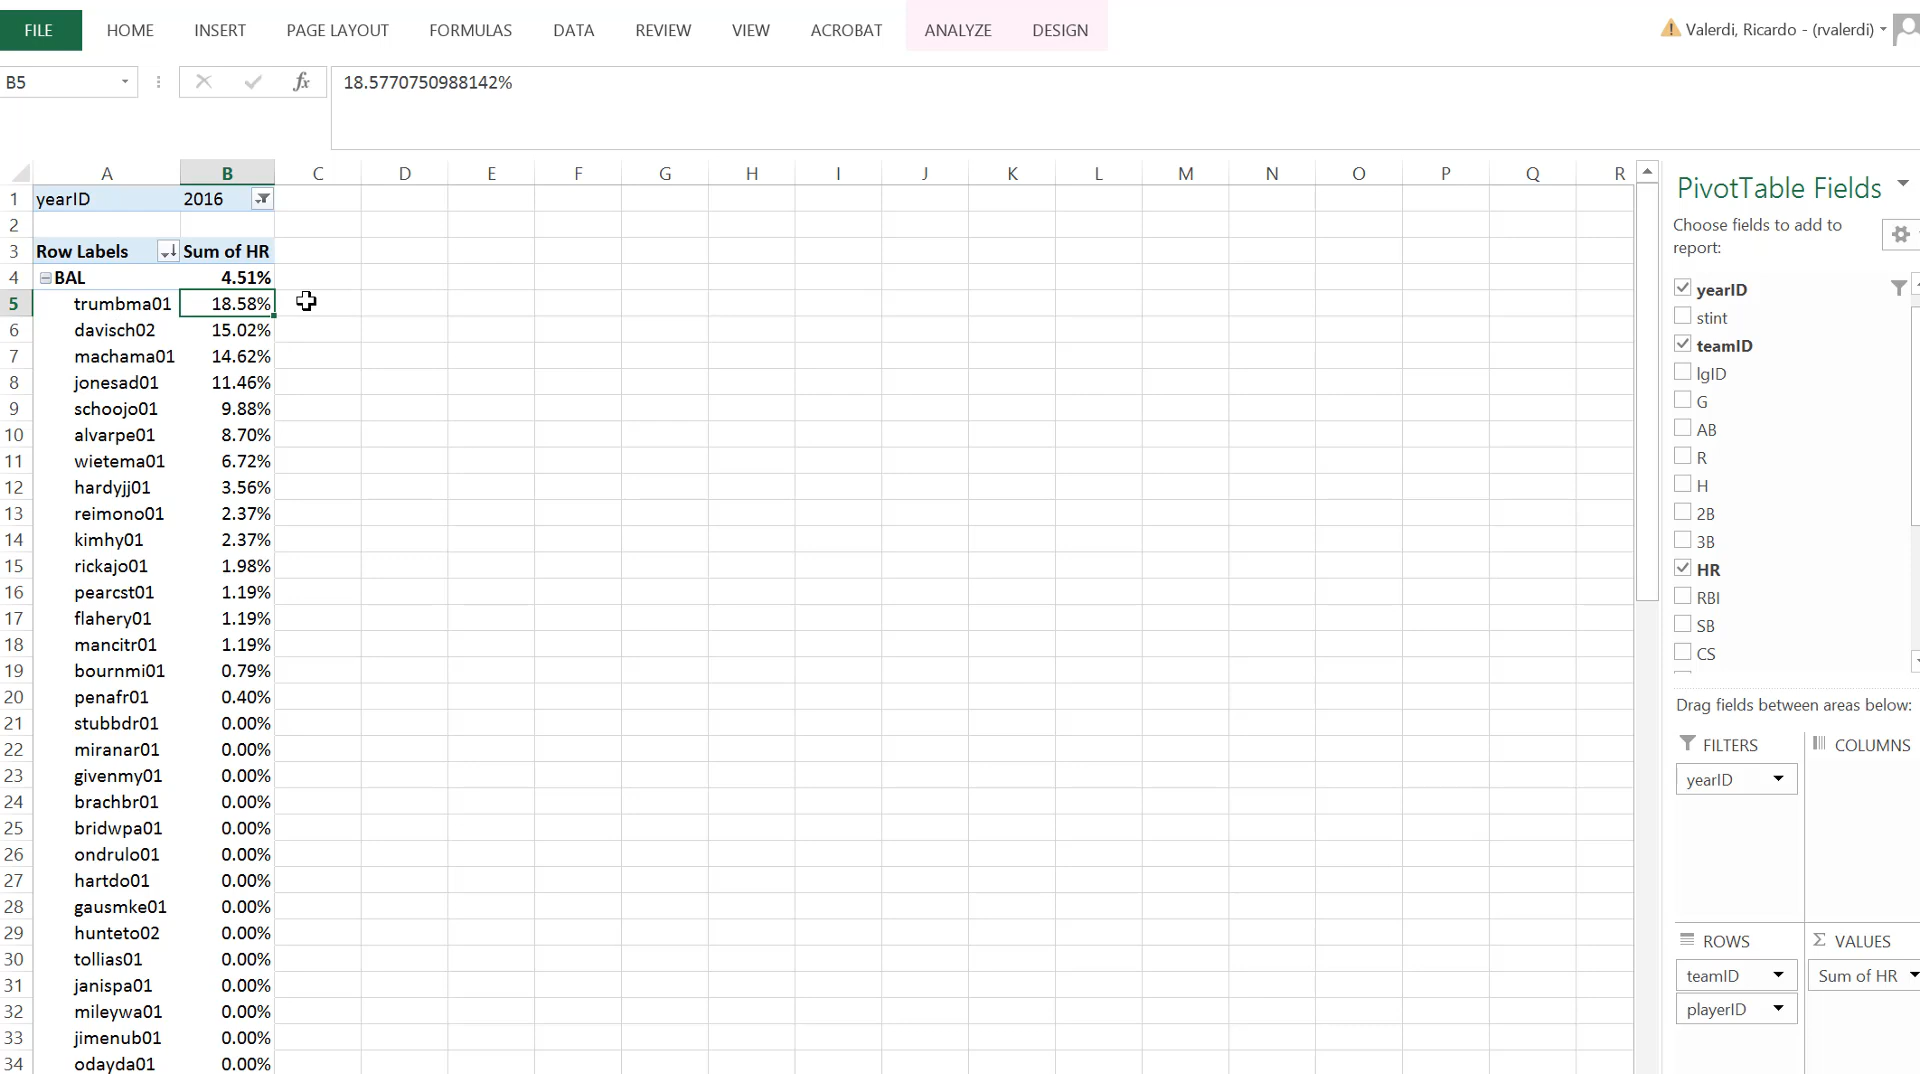 FILE HOME INSERT PAGE LAYOUT FORMULAS DATA REVIEW VIEW ACROBAT ANALYZE DESIGN Valerdi, Ricardo - (rvalerdi)
B5 fx 18.5770750988142%
A B C D E F G H I J K L M N O P Q R
1 yearID 2016
2
3 Row Labels Sum of HR
4 BAL 4.51%
5 trumbma01 18.58%
6 davisch02 15.02%
7 machama01 14.62%
8 jonesad01 11.46%
9 schoojo01 9.88%
10 alvarpe01 8.70%
11 wietema01 6.72%
12 hardyjj01 3.56%
13 reimono01 2.37%
14 kimhy01 2.37%
15 rickajo01 1.98%
16 pearcst01 1.19%
17 flahery01 1.19%
18 mancitr01 1.19%
19 bournmi01 0.79%
20 penafr01 0.40%
21 stubbdr01 0.00%
22 miranar01 0.00%
23 givenmy01 0.00%
24 brachbr01 0.00%
25 bridwpa01 0.00%
26 ondrulo01 0.00%
27 hartdo01 0.00%
28 gausmke01 0.00%
29 hunteto02 0.00%
30 tollias01 0.00%
31 janispa01 0.00%
32 mileywa01 0.00%
33 jimenub01 0.00%
34 odayda01 0.00%
PivotTable Fields
Choose fields to add to
report:
yearID
stint
teamID
lgID
G
AB
R
H
2B
3B
HR
RBI
SB
CS
Drag fields between areas below:
FILTERS COLUMNS
yearID
ROWS Σ VALUES
teamID Sum of HR
playerID